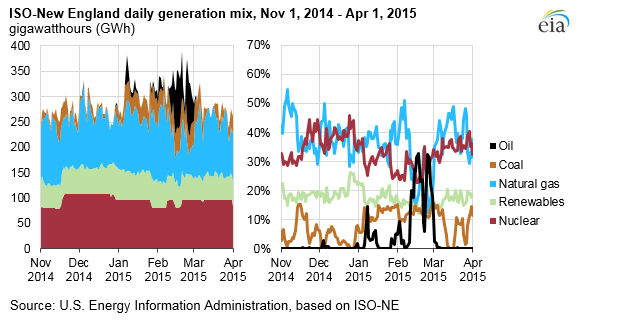 ISO-New England daily generation mix, Nov 1, 2014 - Apr 1, 2015
gigawatthours (GWh)
eia
400
350
300
250
200
150
100
50
0
Nov Dec Jan Feb Mar Apr
2014 2014 2015 2015 2015 2015
70%
60%
50%
40%
30%
20%
10%
0%
Nov Dec Jan Feb Mar Apr
2014 2014 2015 2015 2015 2015
Oil
Coal
Natural gas
Renewables
Nuclear
Source: U.S. Energy Information Administration, based on ISO-NE